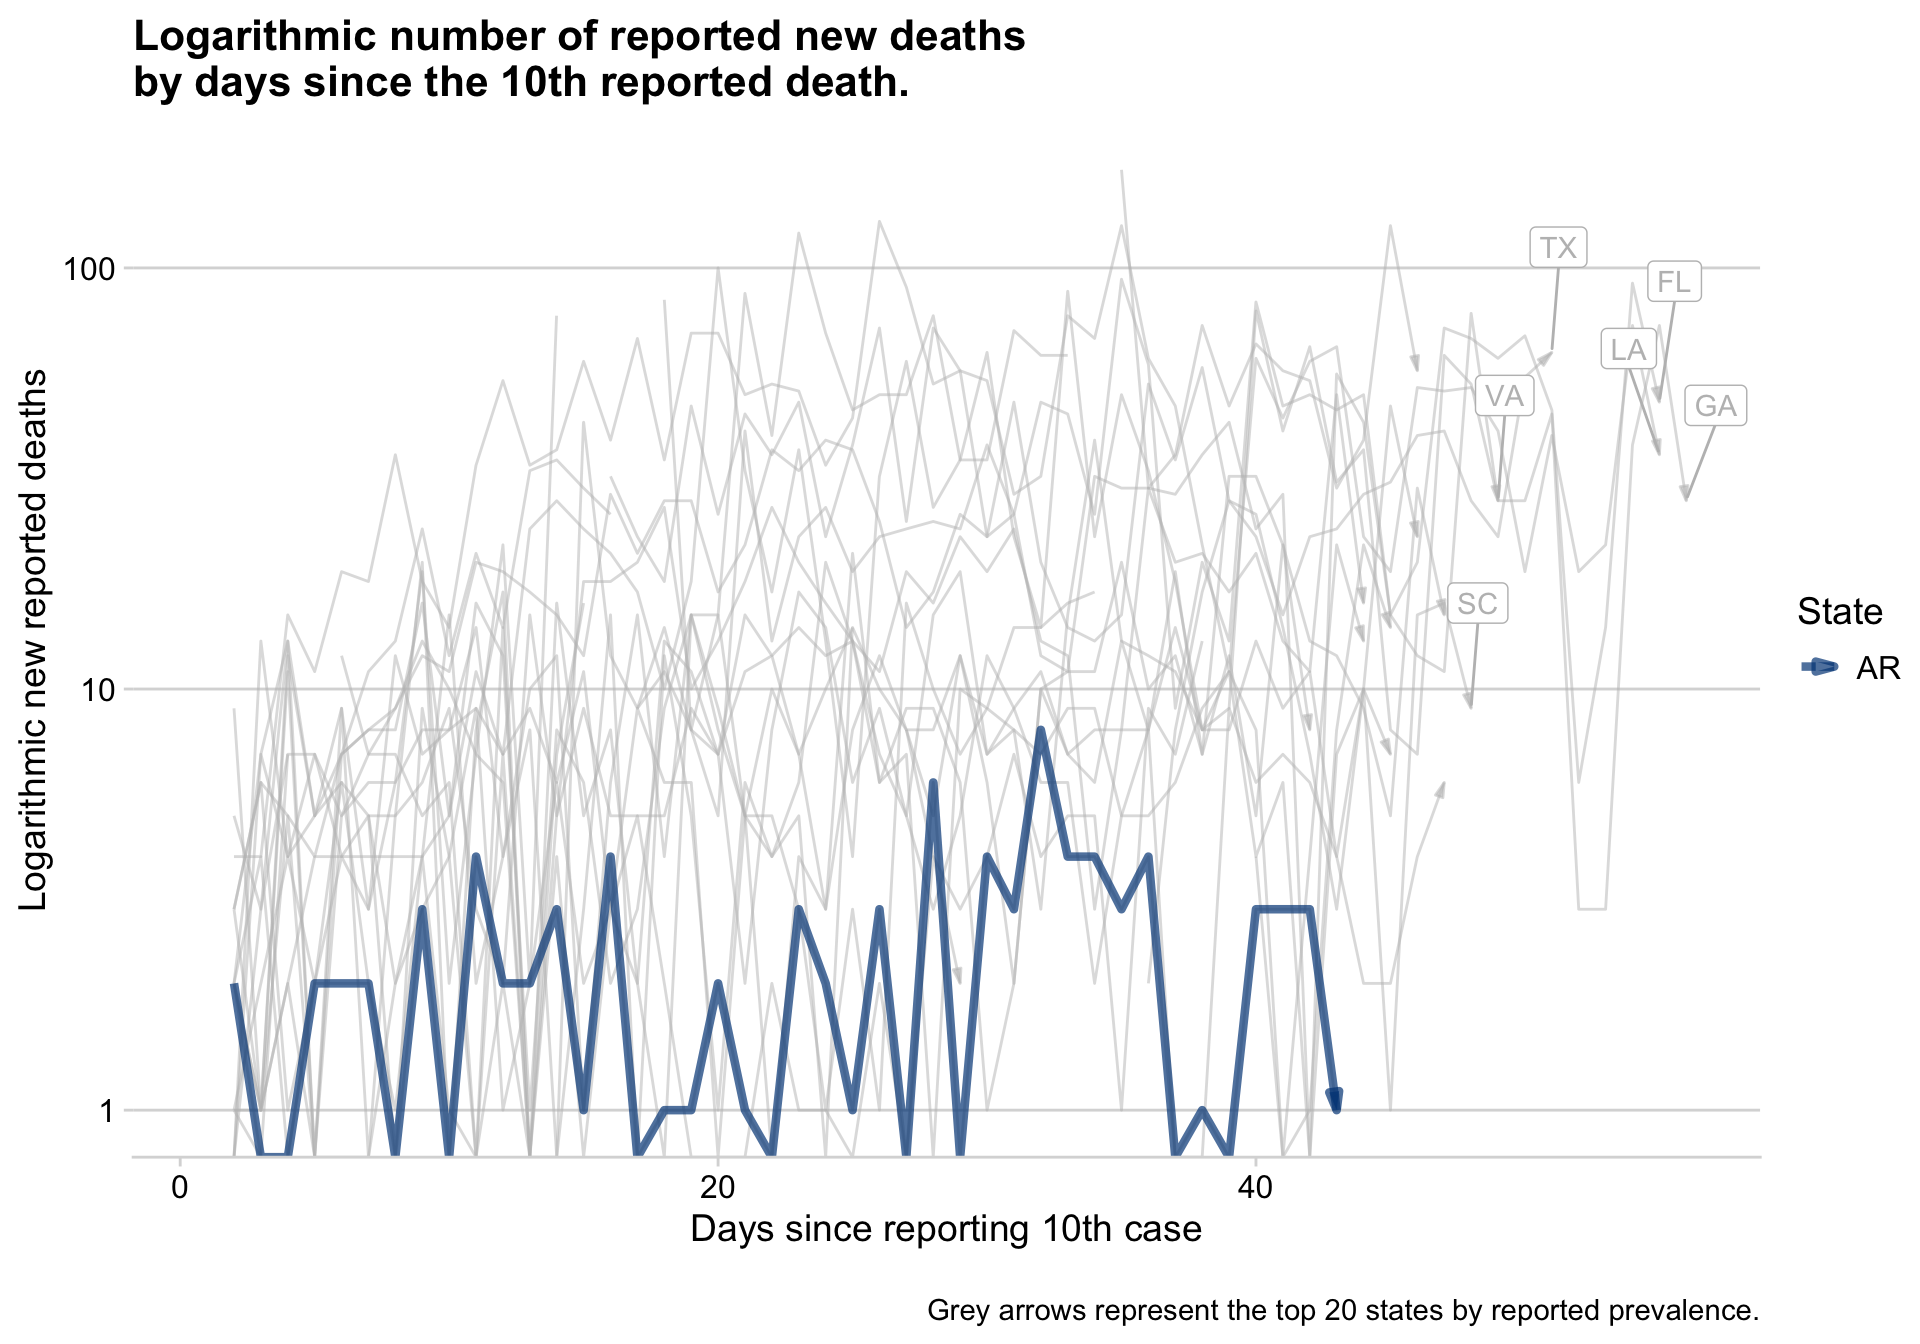 Logarithmic number of reported new deaths
by days since the 10th reported death.
Logarithmic new reported deaths
100
10
1
TX
FL
LA
VA
GA
SC
State
AR
0
20
40
Days since reporting 10th case
Grey arrows represent the top 20 states by reported prevalence.